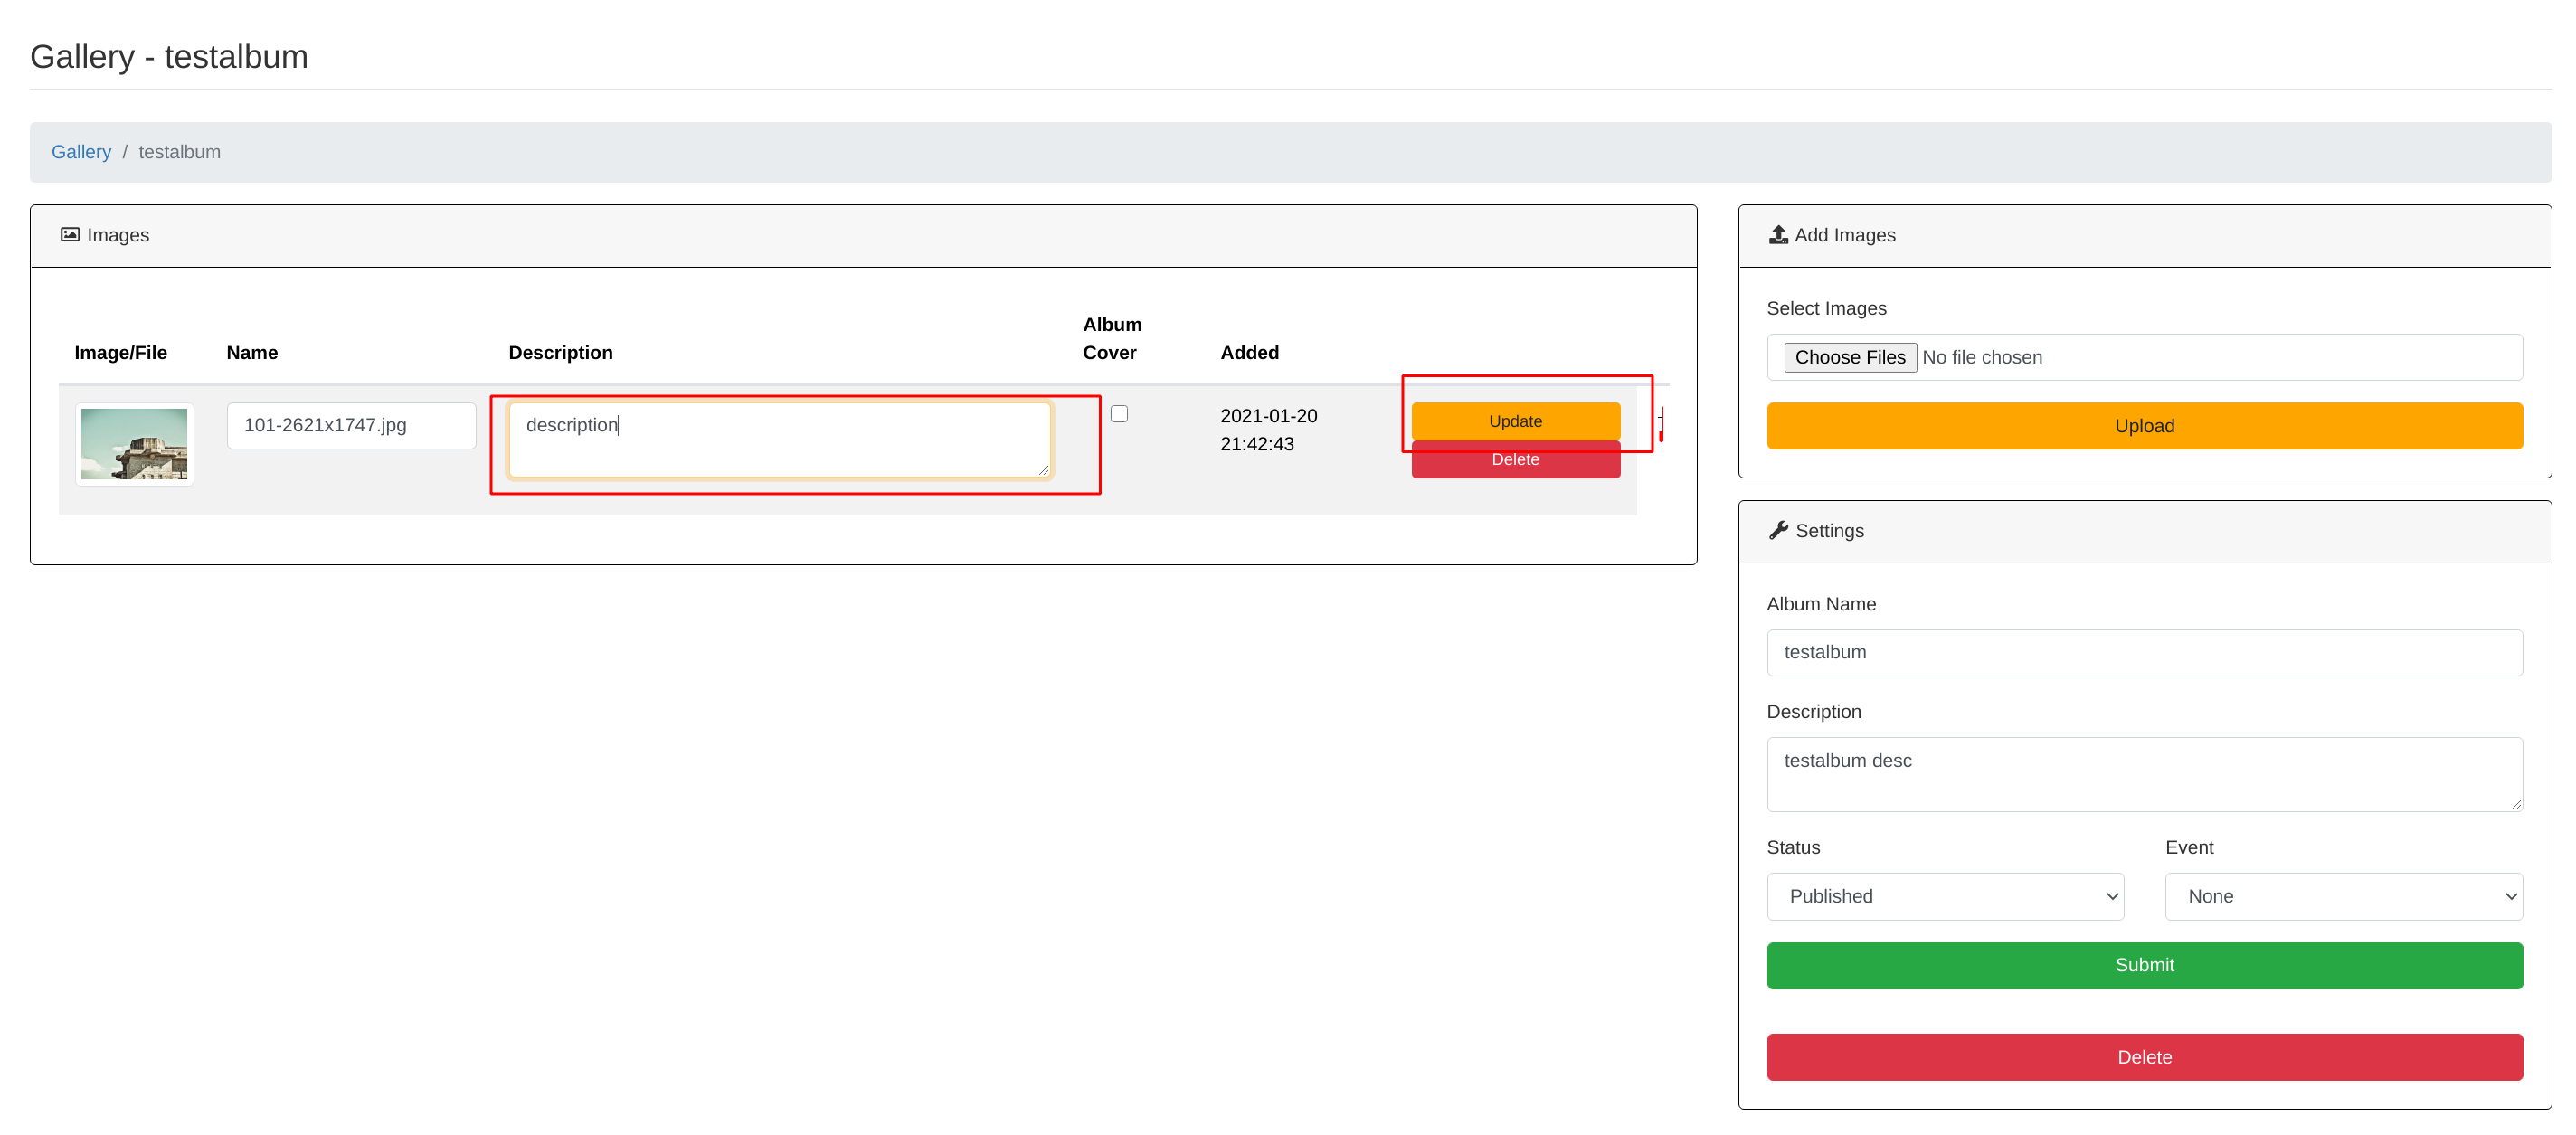 Gallery - testalbum
Gallery / testalbum
Images
Image/File
Name
Description
Album
Cover
Added
101-2621x1747.jpg
description
2021-01-20
21:42:43
Update
Delete
Add Images
Select Images
Choose Files No file chosen
Upload
Settings
Album Name
testalbum
Description
testalbum desc
Status
Event
Published
None
Submit
Delete